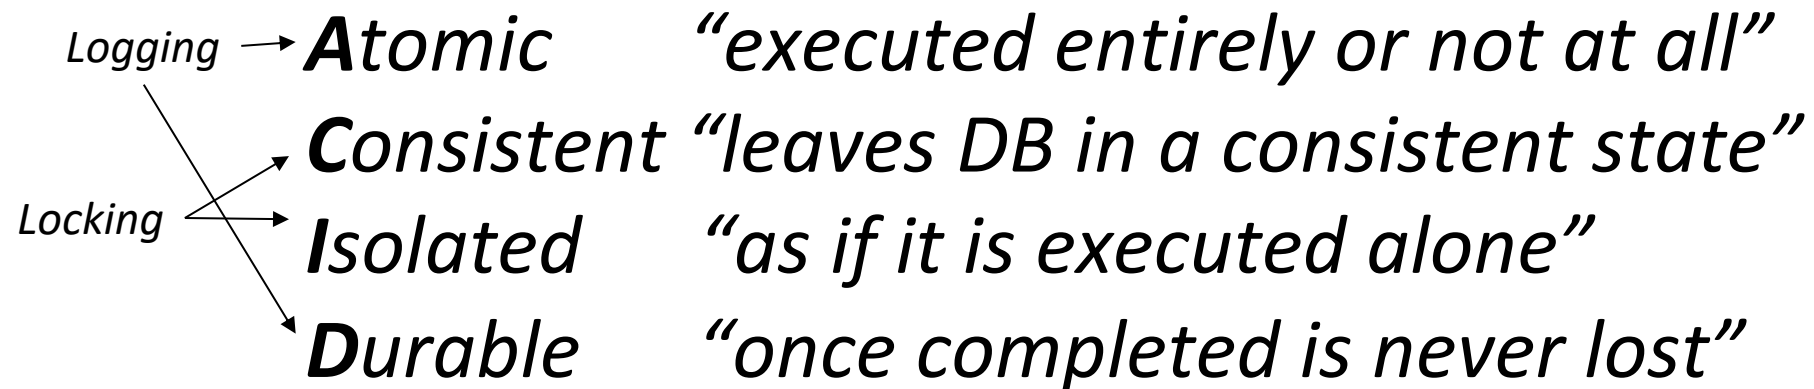 Logging Atomic “executed entirely or not at all”
Consistent “leaves DB in a consistent state”
Locking Isolated “as if it is executed alone”
Durable “once completed is never lost”